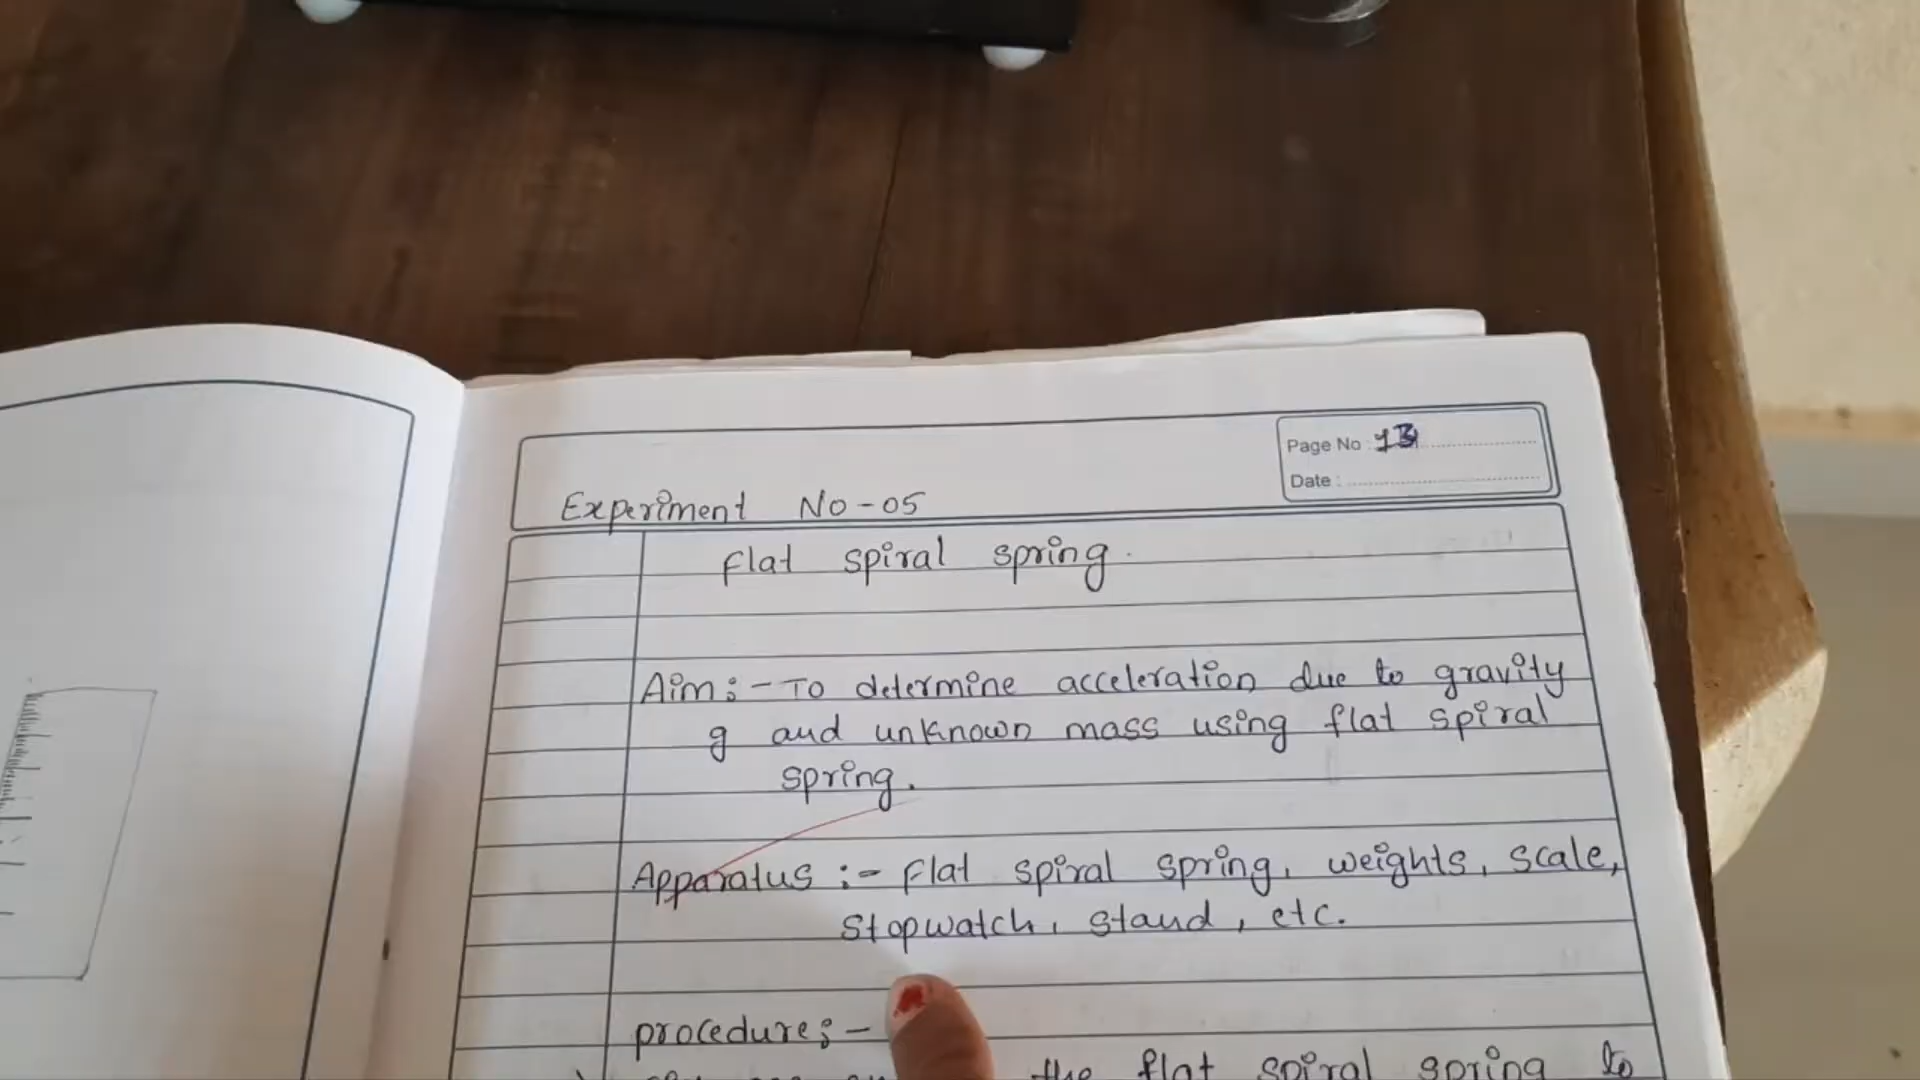 Page No : 13
Date :
Experiment No-05
Flat spiral spring.
Aim:- To determine acceleration due to gravity
g and unknown mass using flat spiral
spring.
Apparatus :- Flat spiral spring, weights, scale,
stopwatch, stand, etc.
procedure:-
the flat spiral spring to